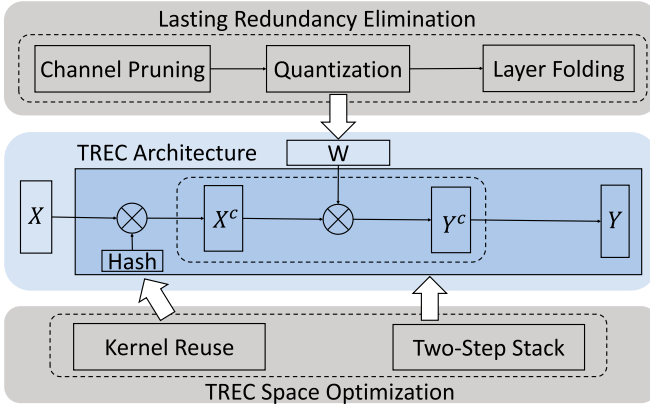 Lasting Redundancy Elimination
Channel Pruning
Quantization
Layer Folding
TREC Architecture
W
X
X^c
Y^c
Y
Hash
Kernel Reuse
Two-Step Stack
TREC Space Optimization